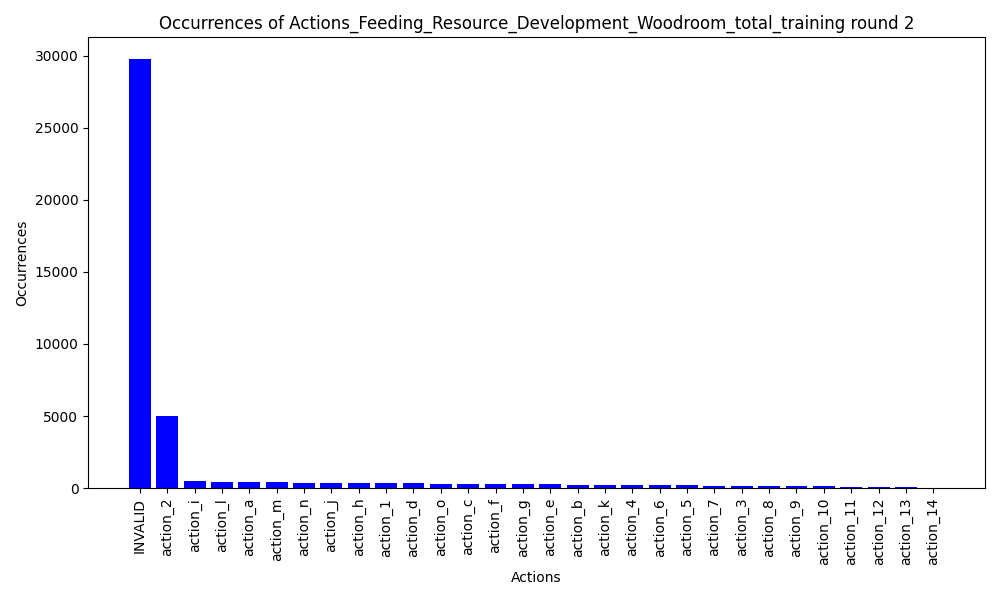 Occurrences of Actions_Feeding_Resource_Development_Woodroom_total_training round 2
Occurrences
30000
25000
20000
15000
10000
5000
0
INVALID
action_2
action_i
action_l
action_a
action_m
action_n
action_j
action_h
action_1
action_d
action_o
action_c
action_f
action_g
action_e
action_b
action_k
action_4
action_6
action_5
action_7
action_3
action_8
action_9
action_10
action_11
action_12
action_13
action_14
Actions